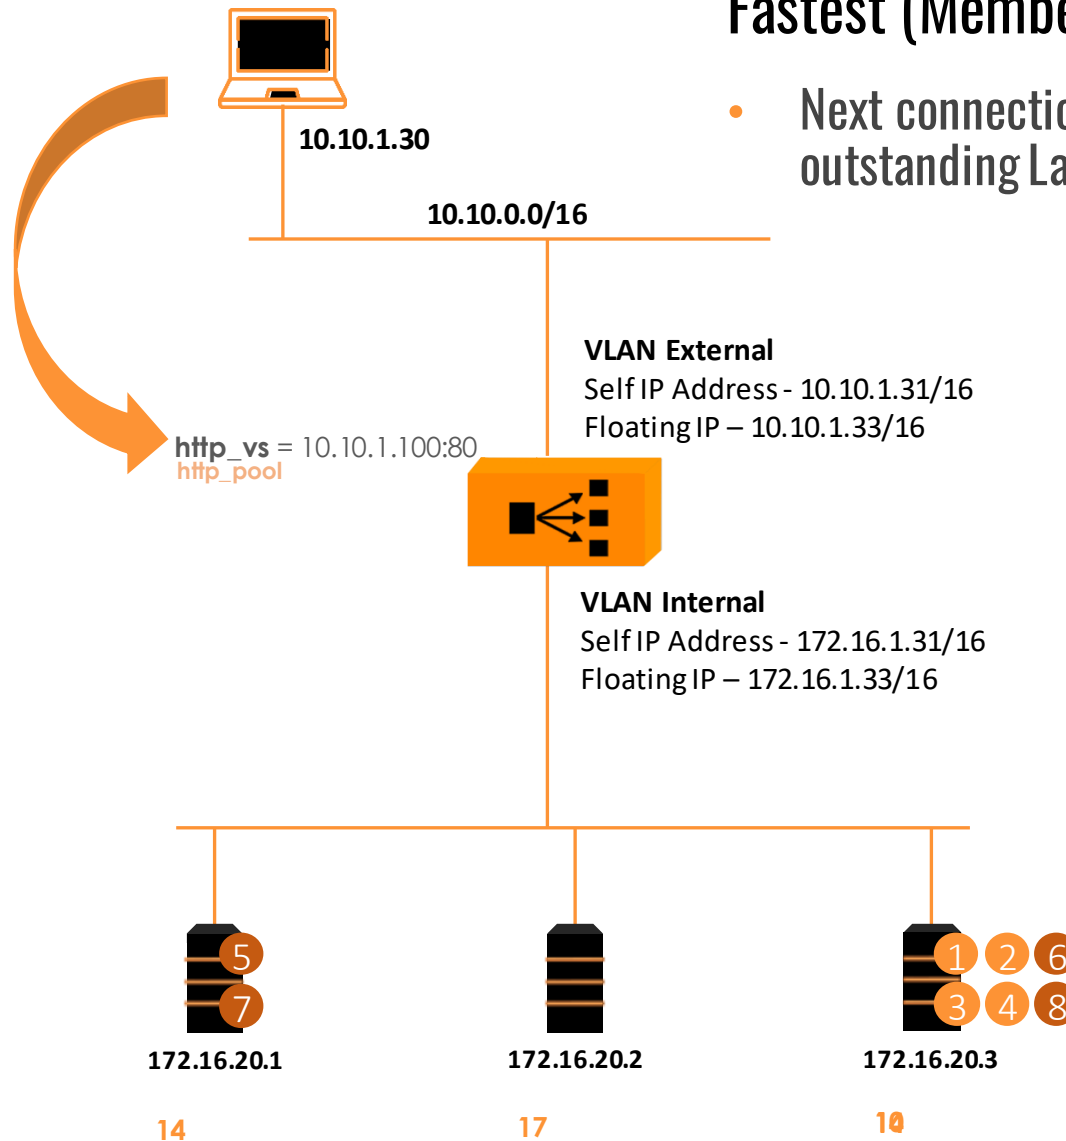 Fastest (Membe
Next connectio
outstanding La
10.10.1.30
10.10.0.0/16
VLAN External
Self IP Address - 10.10.1.31/16
Floating IP – 10.10.1.33/16
http_vs = 10.10.1.100:80
http_pool
VLAN Internal
Self IP Address - 172.16.1.31/16
Floating IP – 172.16.1.33/16
5
1 2 6
7
3 4 8
172.16.20.1
172.16.20.2
172.16.20.3
14
17